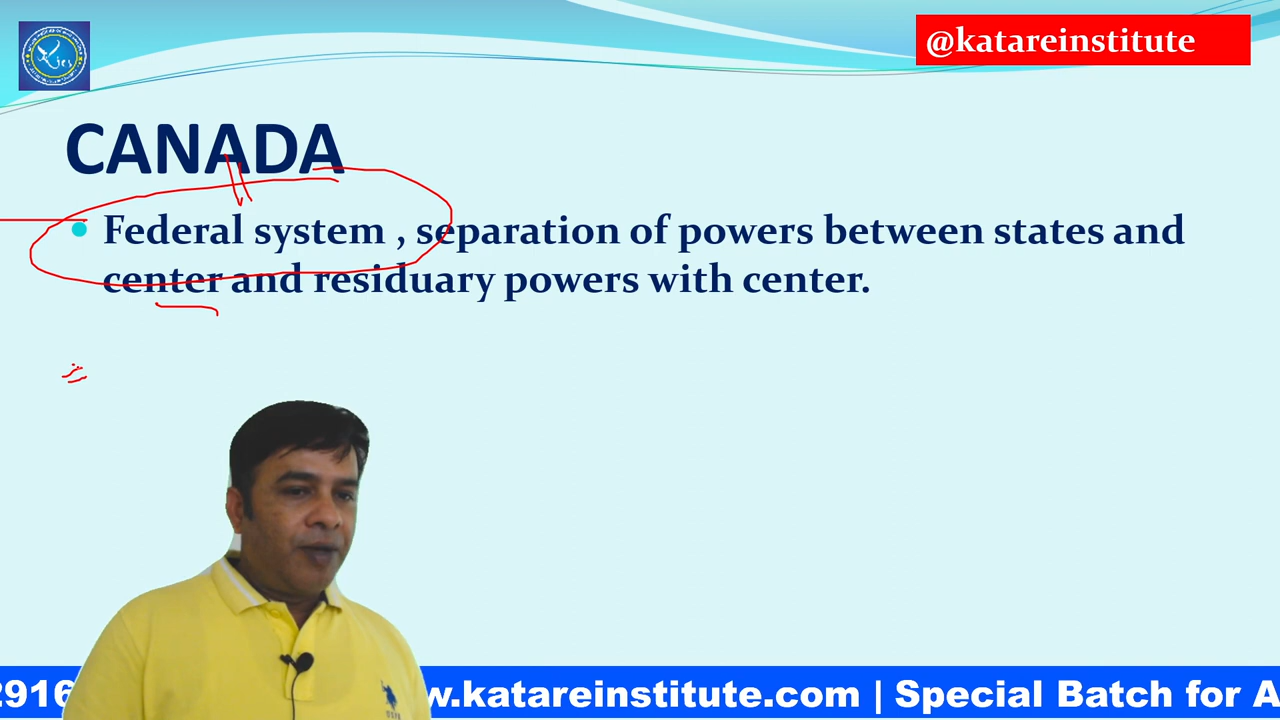 @katareinstitute
CANADA
Federal system , separation of powers between states and
center and residuary powers with center.
2916
w.katareinstitute.com | Special Batch for A